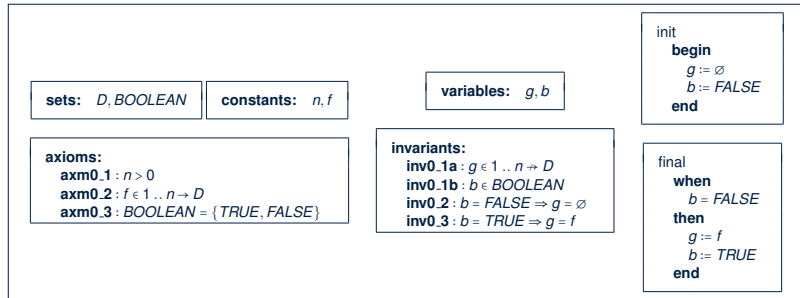 sets: D, BOOLEAN
constants: n, f
axioms:
axm0_1 : n > 0
axm0_2 : f ∈ 1 .. n → D
axm0_3 : BOOLEAN = {TRUE, FALSE}
variables: g, b
invariants:
inv0_1a : g ∈ 1 .. n ⇸ D
inv0_1b : b ∈ BOOLEAN
inv0_2 : b = FALSE ⇒ g = ∅
inv0_3 : b = TRUE ⇒ g = f
init
begin
g := ∅
b := FALSE
end
final
when
b = FALSE
then
g := f
b := TRUE
end